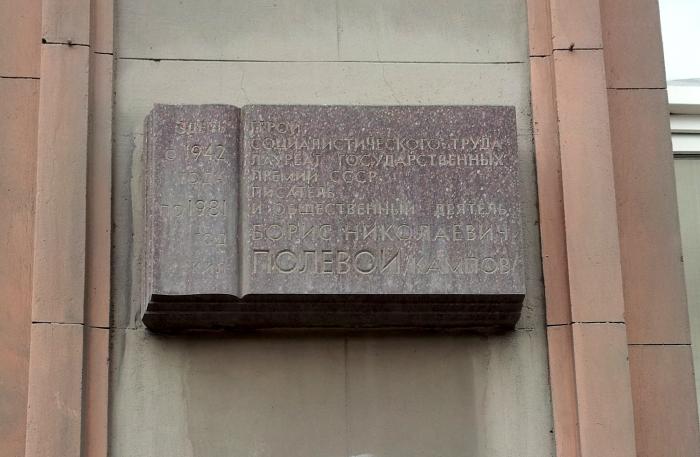 ЗДЕСЬ
С 1942
ГОДА
ПО 1981
ГОД
ЖИЛ
ГЕРОЙ
СОЦИАЛИСТИЧЕСКОГО ТРУДА
ЛАУРЕАТ ГОСУДАРСТВЕННЫХ
ПРЕМИЙ СССР
ПИСАТЕЛЬ
И ОБЩЕСТВЕННЫЙ ДЕЯТЕЛЬ
БОРИС НИКОЛАЕВИЧ
ПОЛЕВОЙ /КАМПОВ/